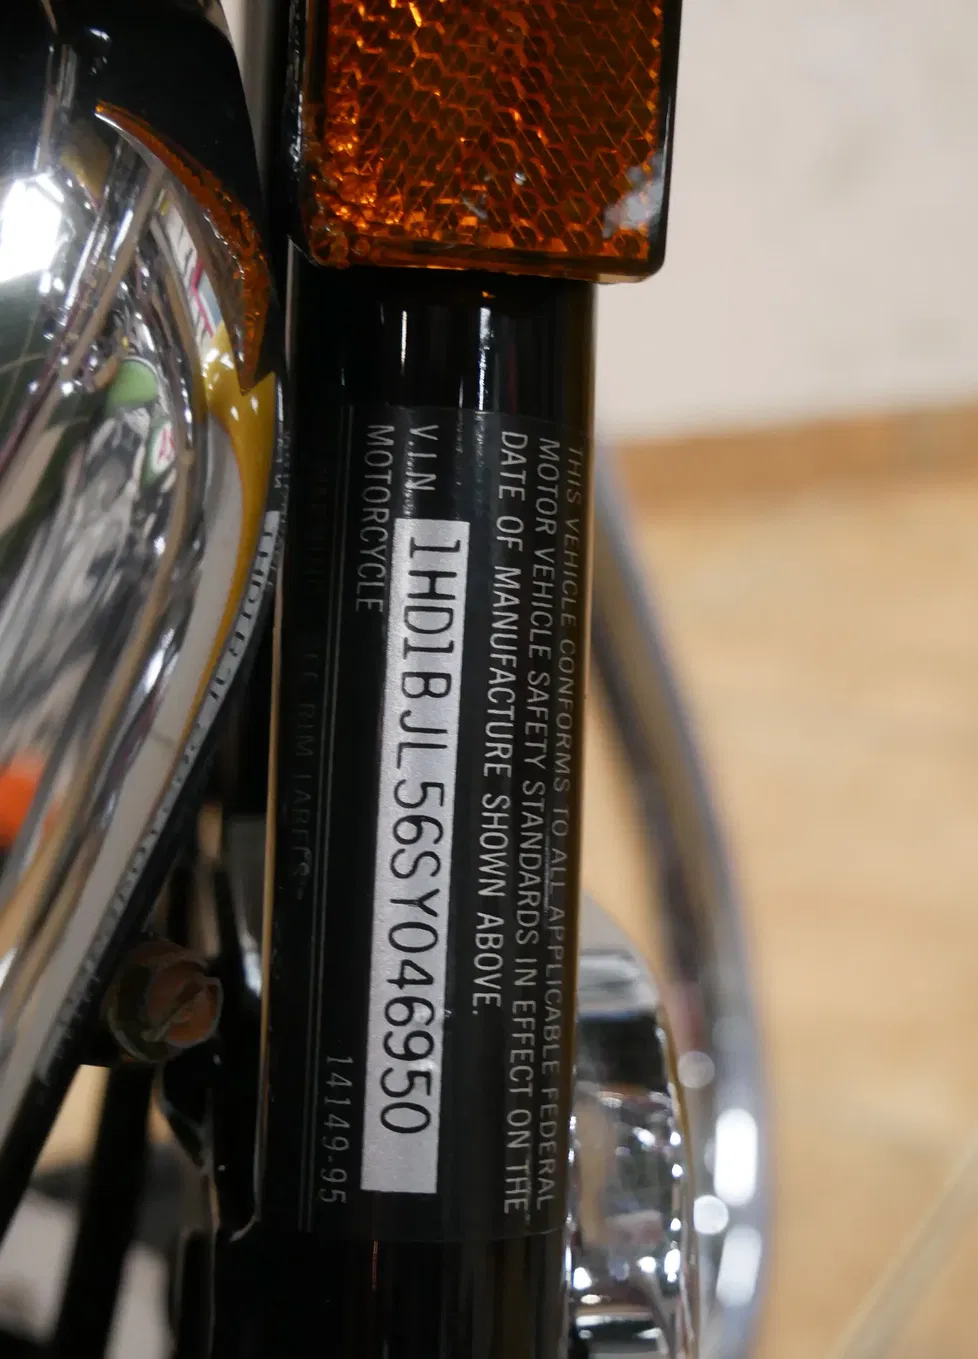 THIS VEHICLE CONFORMS TO ALL APPLICABLE FEDERAL
MOTOR VEHICLE SAFETY STANDARDS IN EFFECT ON THE
DATE OF MANUFACTURE SHOWN ABOVE.
V.I.N. 1HD1BJL56SY046950
MOTORCYCLE
14149-95